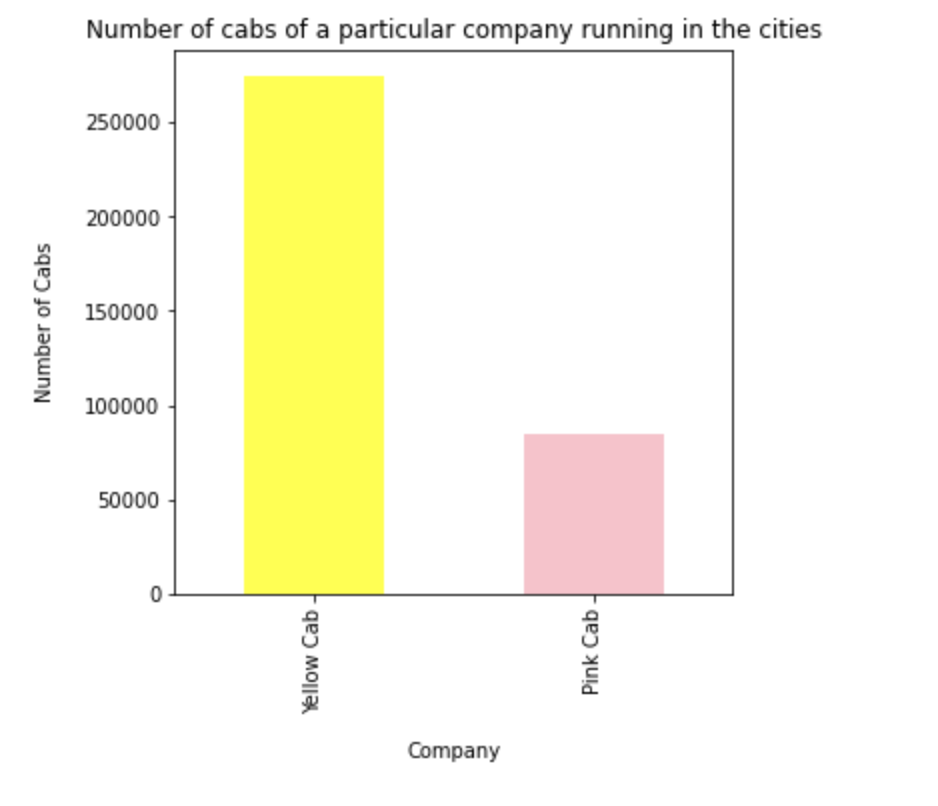 Number of cabs of a particular company running in the cities
250000
200000
150000
100000
50000
0
Number of Cabs
Yellow Cab
Pink Cab
Company